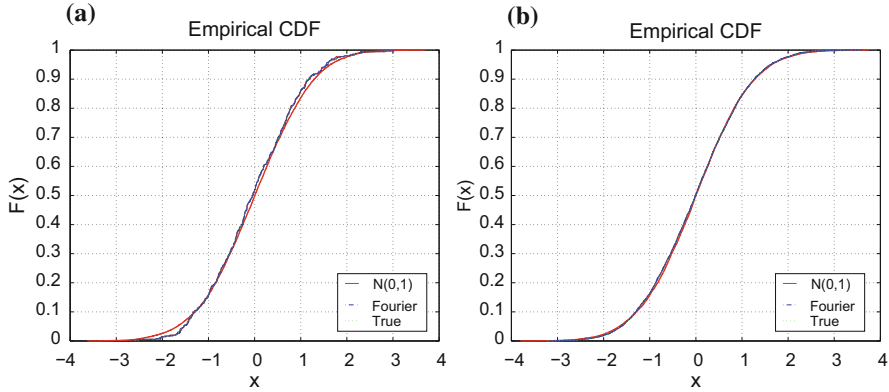 (a)
Empirical CDF
F(x)
1
0.9
0.8
0.7
0.6
0.5
0.4
0.3
0.2
0.1
0
−4 −3 −2 −1 0 1 2 3 4
x
N(0,1)
Fourier
True
(b)
Empirical CDF
F(x)
1
0.9
0.8
0.7
0.6
0.5
0.4
0.3
0.2
0.1
0
−4 −3 −2 −1 0 1 2 3 4
x
N(0,1)
Fourier
True